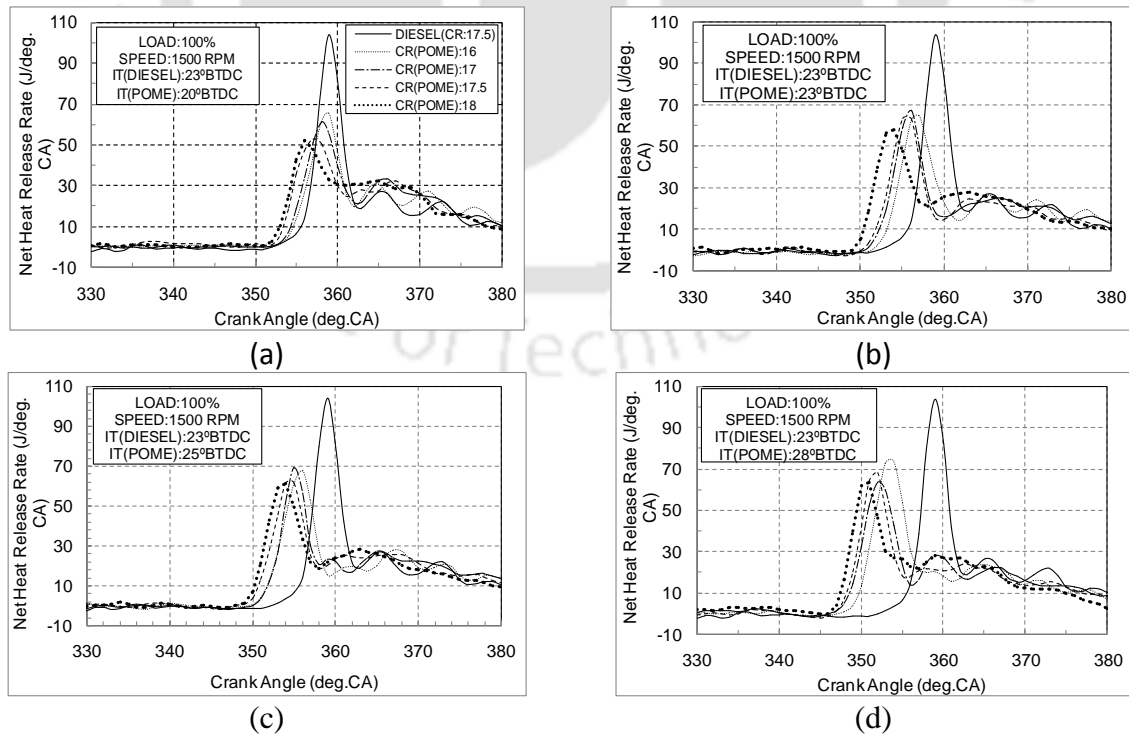 110
90
70
50
30
10
-10
Net Heat Release Rate (J/deg.
CA)
LOAD:100%
SPEED:1500 RPM
IT(DIESEL):23ºBTDC
IT(POME):20ºBTDC
DIESEL(CR:17.5)
CR(POME):16
CR(POME):17
CR(POME):17.5
CR(POME):18
330 340 350 360 370 380
Crank Angle (deg.CA)
(a)
110
90
70
50
30
10
-10
Net Heat Release Rate (J/deg.
CA)
LOAD:100%
SPEED:1500 RPM
IT(DIESEL):23ºBTDC
IT(POME):23ºBTDC
330 340 350 360 370 380
Crank Angle (deg.CA)
(b)
of Techno
110
90
70
50
30
10
-10
Net Heat Release Rate (J/deg.
CA)
LOAD:100%
SPEED:1500 RPM
IT(DIESEL):23ºBTDC
IT(POME):25ºBTDC
330 340 350 360 370 380
Crank Angle (deg.CA)
(c)
110
90
70
50
30
10
-10
Net Heat Release Rate (J/deg.
CA)
LOAD:100%
SPEED:1500 RPM
IT(DIESEL):23ºBTDC
IT(POME):28ºBTDC
330 340 350 360 370 380
Crank Angle (deg.CA)
(d)